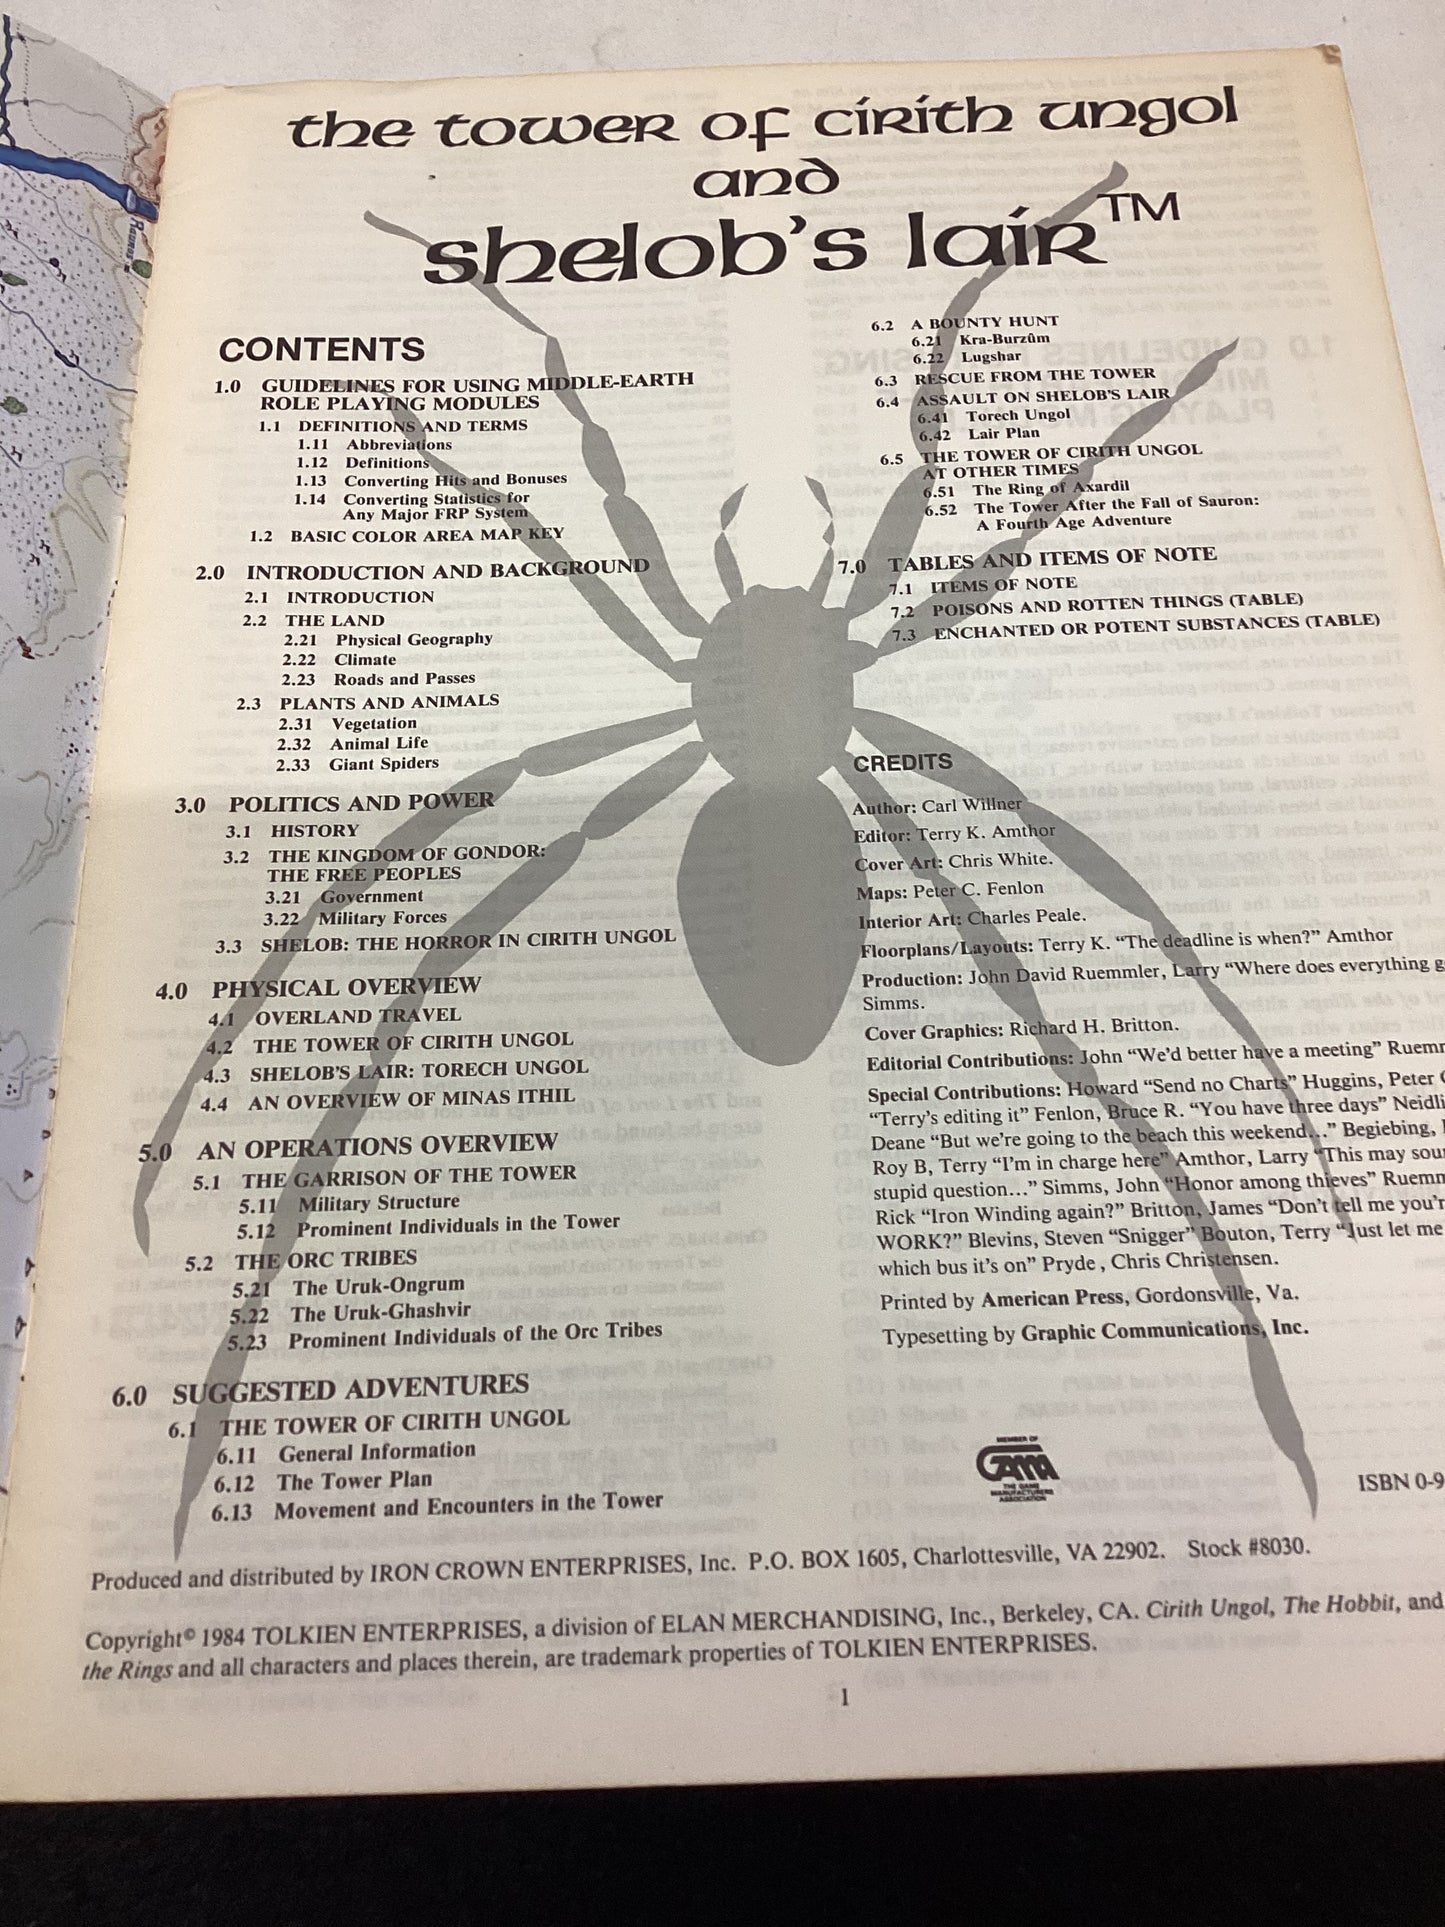 the tower of cirith ungol
and
shelob's lair™
CONTENTS
1.0 GUIDELINES FOR USING MIDDLE-EARTH
ROLE PLAYING MODULES
1.1 DEFINITIONS AND TERMS
1.11 Abbreviations
1.12 Definitions
1.13 Converting Hits and Bonuses
1.14 Converting Statistics for
Any Major FRP System
1.2 BASIC COLOR AREA MAP KEY
2.0 INTRODUCTION AND BACKGROUND
2.1 INTRODUCTION
2.2 THE LAND
2.21 Physical Geography
2.22 Climate
2.23 Roads and Passes
2.3 PLANTS AND ANIMALS
2.31 Vegetation
2.32 Animal Life
2.33 Giant Spiders
3.0 POLITICS AND POWER
3.1 HISTORY
3.2 THE KINGDOM OF GONDOR:
THE FREE PEOPLES
3.21 Government
3.22 Military Forces
3.3 SHELOB: THE HORROR IN CIRITH UNGOL
4.0 PHYSICAL OVERVIEW
4.1 OVERLAND TRAVEL
4.2 THE TOWER OF CIRITH UNGOL
4.3 SHELOB'S LAIR: TORECH UNGOL
4.4 AN OVERVIEW OF MINAS ITHIL
5.0 AN OPERATIONS OVERVIEW
5.1 THE GARRISON OF THE TOWER
5.11 Military Structure
5.12 Prominent Individuals in the Tower
5.2 THE ORC TRIBES
5.21 The Uruk-Ongrum
5.22 The Uruk-Ghashvir
5.23 Prominent Individuals of the Orc Tribes
6.0 SUGGESTED ADVENTURES
6.1 THE TOWER OF CIRITH UNGOL
6.11 General Information
6.12 The Tower Plan
6.13 Movement and Encounters in the Tower
6.2 A BOUNTY HUNT
6.21 Kra-Burzûm
6.22 Lugshar
6.3 RESCUE FROM THE TOWER
6.4 ASSAULT ON SHELOB'S LAIR
6.41 Torech Ungol
6.42 Lair Plan
6.5 THE TOWER OF CIRITH UNGOL
AT OTHER TIMES
6.51 The Ring of Axardil
6.52 The Tower After the Fall of Sauron:
A Fourth Age Adventure
7.0 TABLES AND ITEMS OF NOTE
7.1 ITEMS OF NOTE
7.2 POISONS AND ROTTEN THINGS (TABLE)
7.3 ENCHANTED OR POTENT SUBSTANCES (TABLE)
CREDITS
Author: Carl Willner
Editor: Terry K. Amthor
Cover Art: Chris White.
Maps: Peter C. Fenlon
Interior Art: Charles Peale.
Floorplans/Layouts: Terry K. “The deadline is when?” Amthor
Production: John David Ruemmler, Larry “Where does everything
Simms.
Cover Graphics: Richard H. Britton.
Editorial Contributions: John “We'd better have a meeting”
Special Contributions: Howard “Send no Charts” Huggins, Peter
“Terry's editing it” Fenlon, Bruce R. “You have three days”
Deane “But we're going to the beach this weekend...” Begiebing,
Roy B, Terry “I'm in charge here” Amthor, Larry “This may
stupid question...” Simms, John “Honor among thieves”
Rick “Iron Winding again?” Britton, James “Don't tell me
WORK?” Blevins, Steven “Snigger” Bouton, Terry “Just let me
which bus it's on” Pryde, Chris Christensen.
Printed by American Press, Gordonsville, Va.
Typesetting by Graphic Communications, Inc.
MEMBER OF
GAMA
THE GAME
MANUFACTURERS
ASSOCIATION
ISBN 0-9
Produced and distributed by IRON CROWN ENTERPRISES, Inc. P.O. BOX 1605, Charlottesville, VA 22902. Stock #8030.
Copyright© 1984 TOLKIEN ENTERPRISES, a division of ELAN MERCHANDISING, Inc., Berkeley, CA. Cirith Ungol, The Hobbit, and
the Rings and all characters and places therein, are trademark properties of TOLKIEN ENTERPRISES.
1